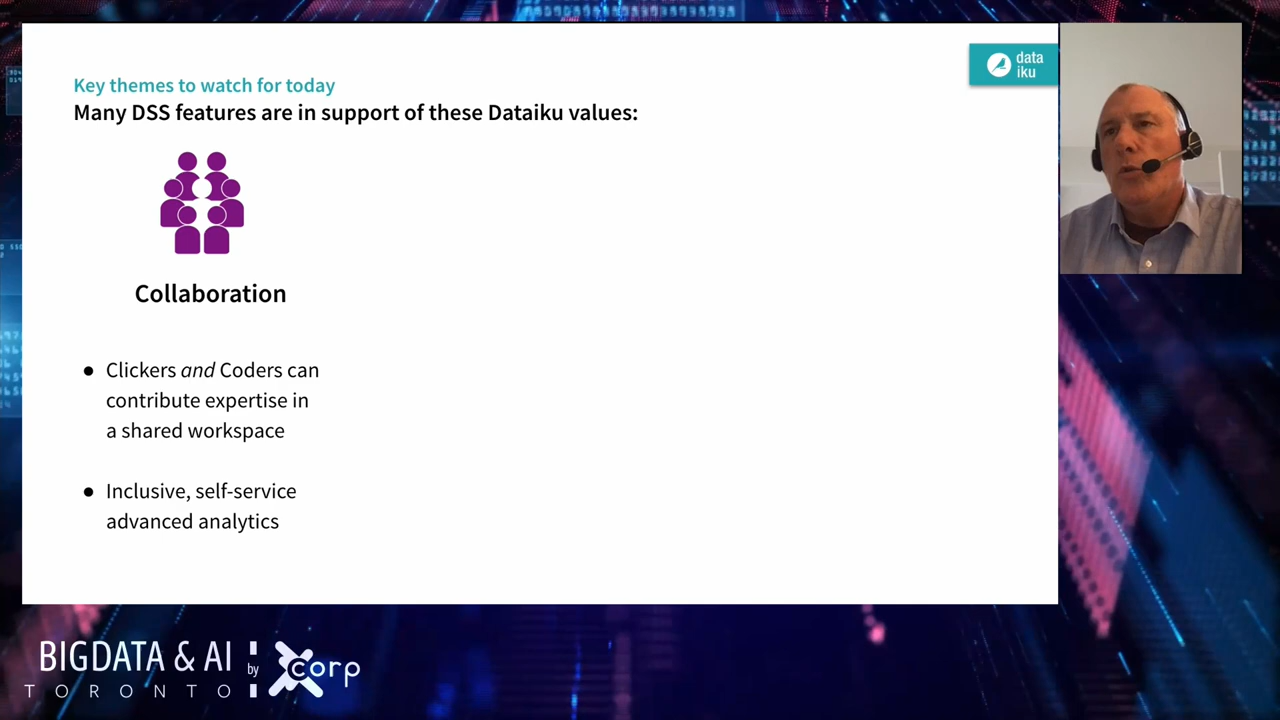 Key themes to watch for today
Many DSS features are in support of these Dataiku values:
data
iku
Collaboration
● Clickers and Coders can
contribute expertise in
a shared workspace
● Inclusive, self-service
advanced analytics
BIGDATA & AI
TORONTO
by
corp